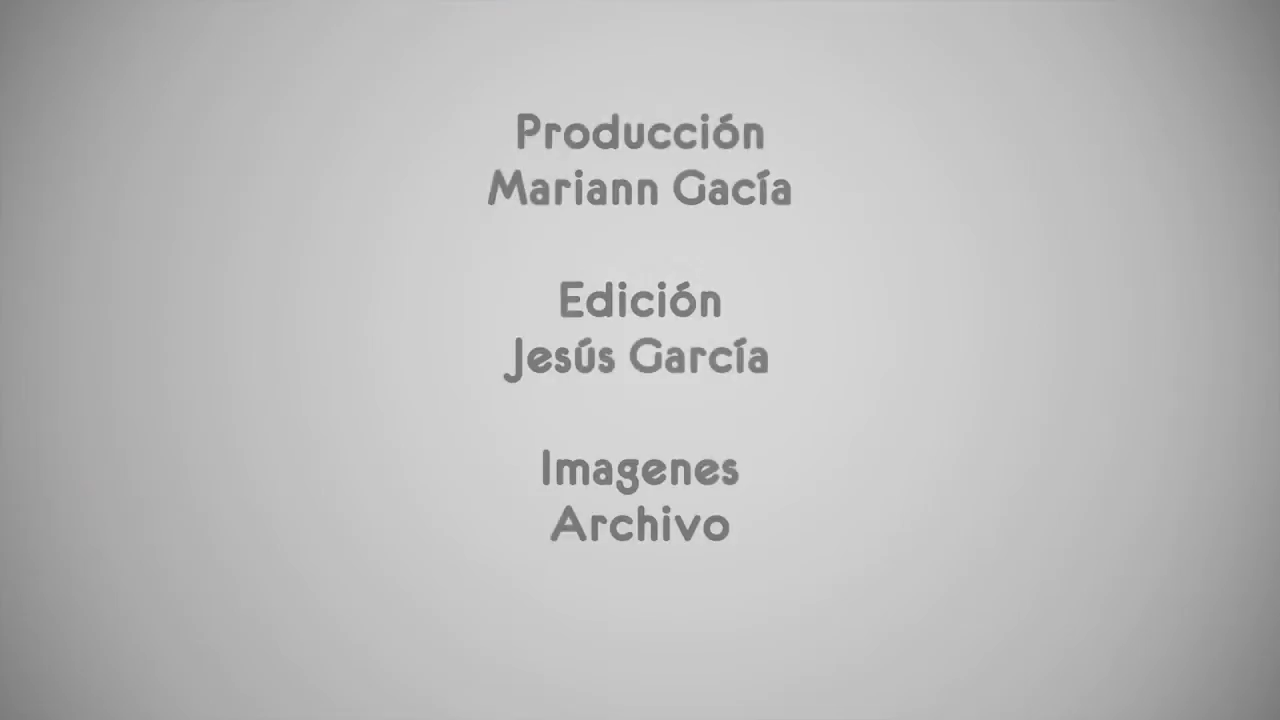 Producción
Mariann Gacía
Edición
Jesús García
Imagenes
Archivo